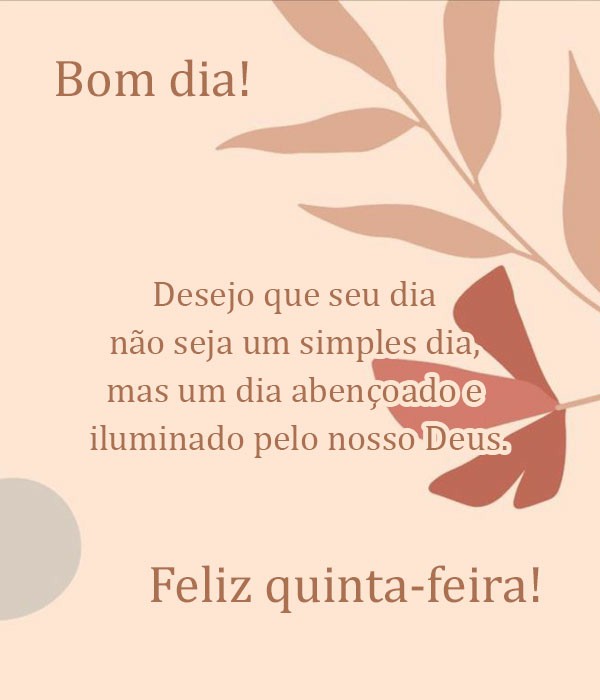 Bom dia!
Desejo que seu dia
não seja um simples dia,
mas um dia abençoado e
iluminado pelo nosso Deus.
Feliz quinta-feira!